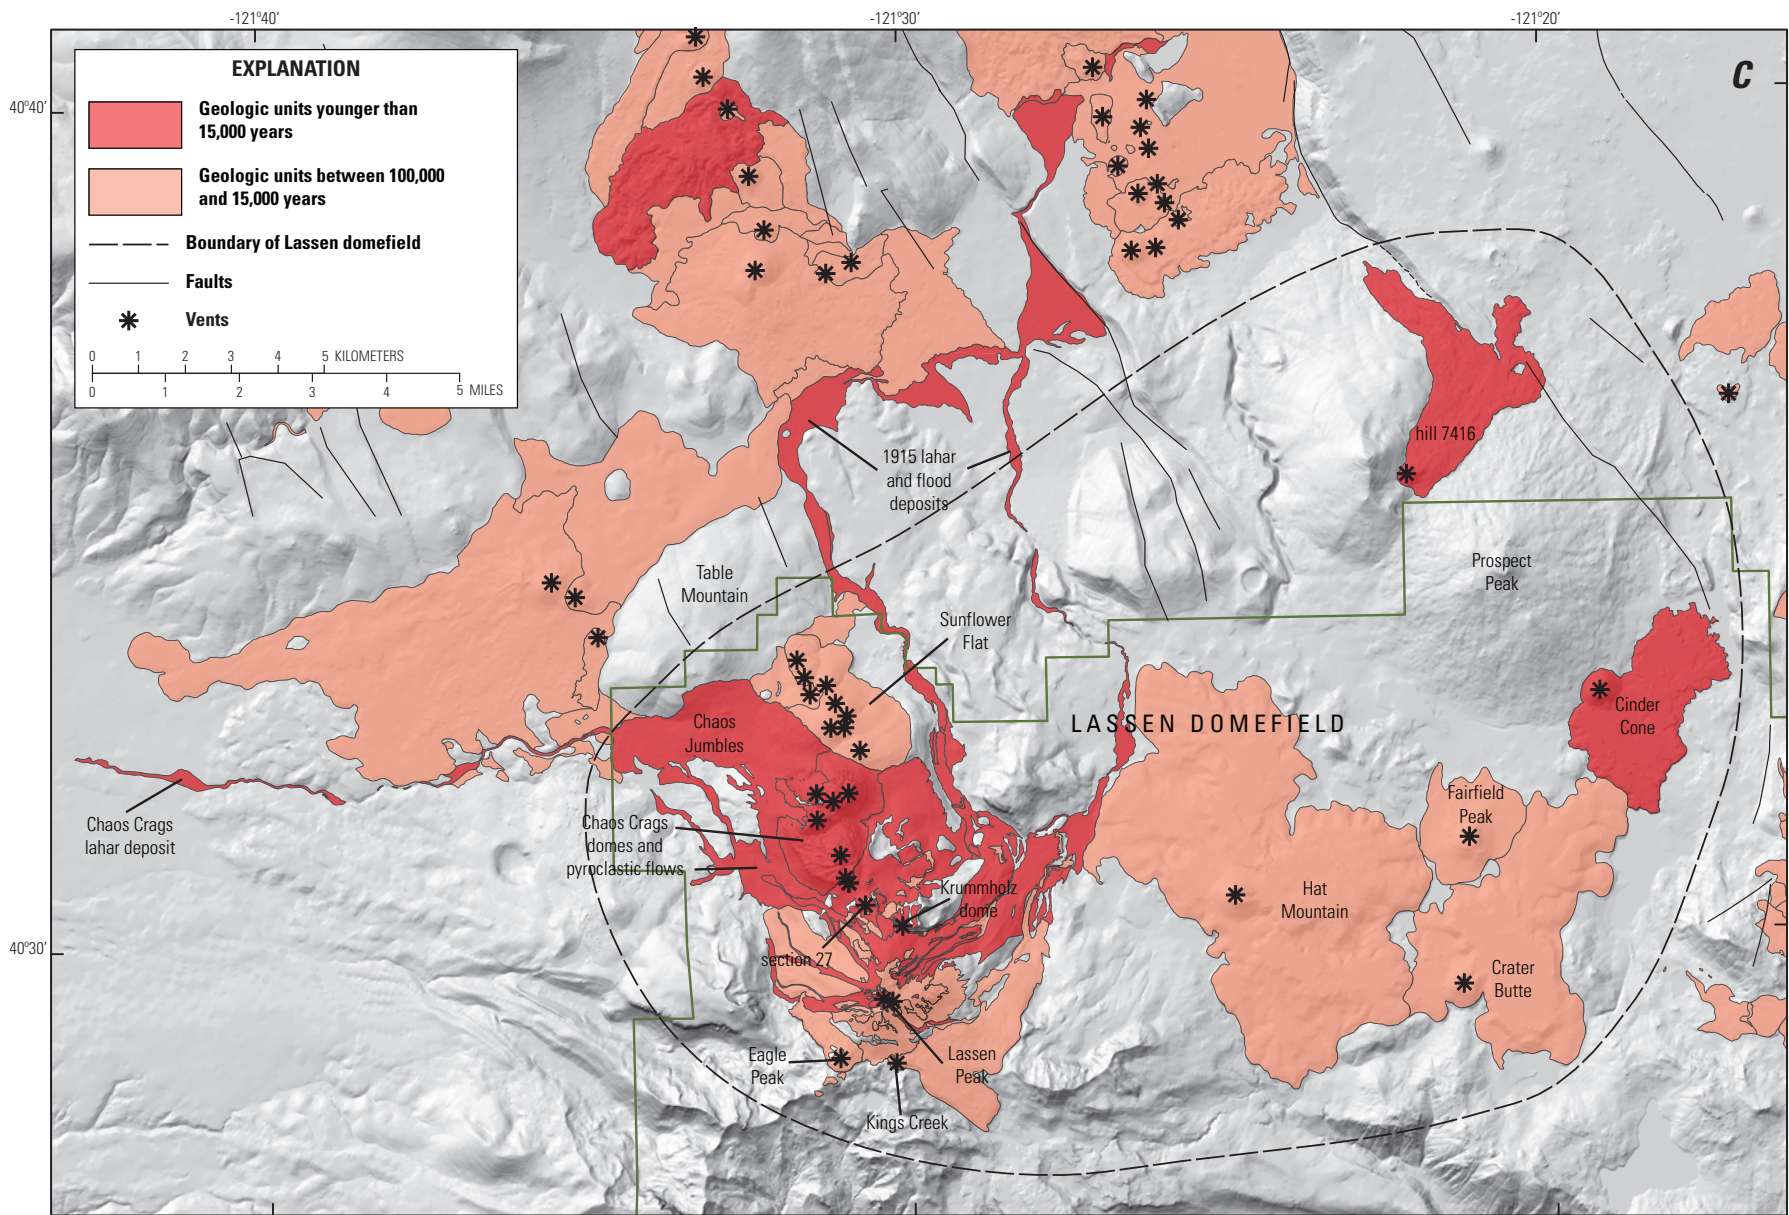 -121°40'
-121°30'
-121°20'
C
EXPLANATION
Geologic units younger than
15,000 years
Geologic units between 100,000
and 15,000 years
Boundary of Lassen domefield
Faults
Vents
0 1 2 3 4 5 KILOMETERS
0 1 2 3 4 5 MILES
40°40'
40°30'
hill 7416
1915 lahar
and flood
deposits
Prospect
Peak
Table
Mountain
Sunflower
Flat
Cinder
Cone
LASSEN DOMEFIELD
Chaos
Jumbles
Fairfield
Peak
Chaos Crags
lahar deposit
Chaos Crags
domes and
pyroclastic flows
Krummholz
dome
Hat
Mountain
section 27
Crater
Butte
Eagle
Peak
Lassen
Peak
Kings Creek